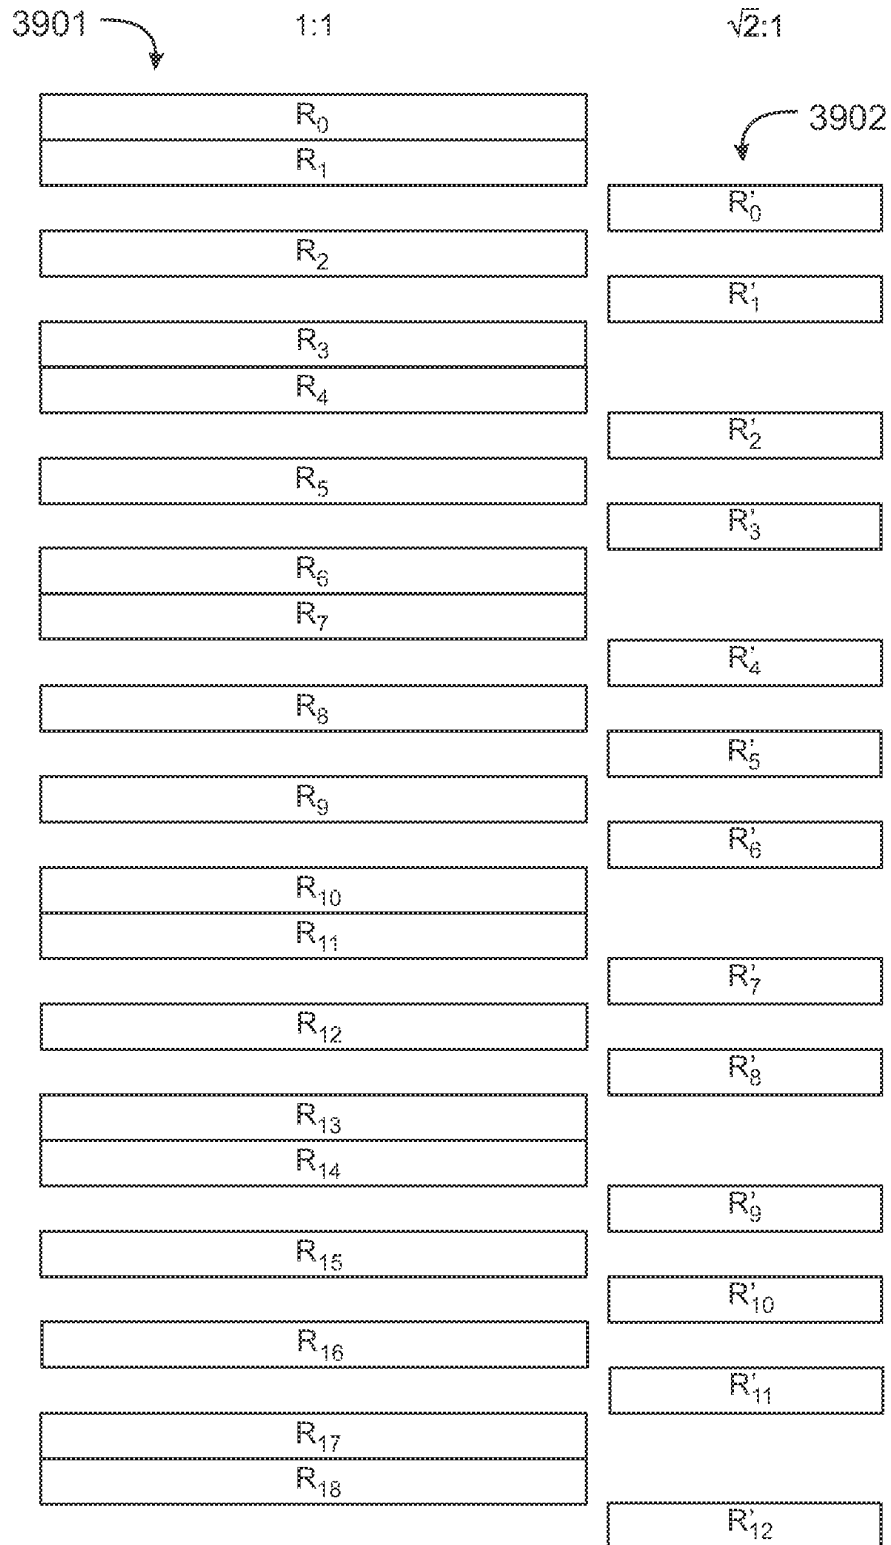 3901 1:1 √2:1
R₀
3902
R₁
R'₀
R₂
R'₁
R₃
R₄
R'₂
R₅
R'₃
R₆
R₇
R'₄
R₈
R'₅
R₉
R'₆
R₁₀
R₁₁
R'₇
R₁₂
R'₈
R₁₃
R₁₄
R'₉
R₁₅
R'₁₀
R₁₆
R'₁₁
R₁₇
R₁₈
R'₁₂